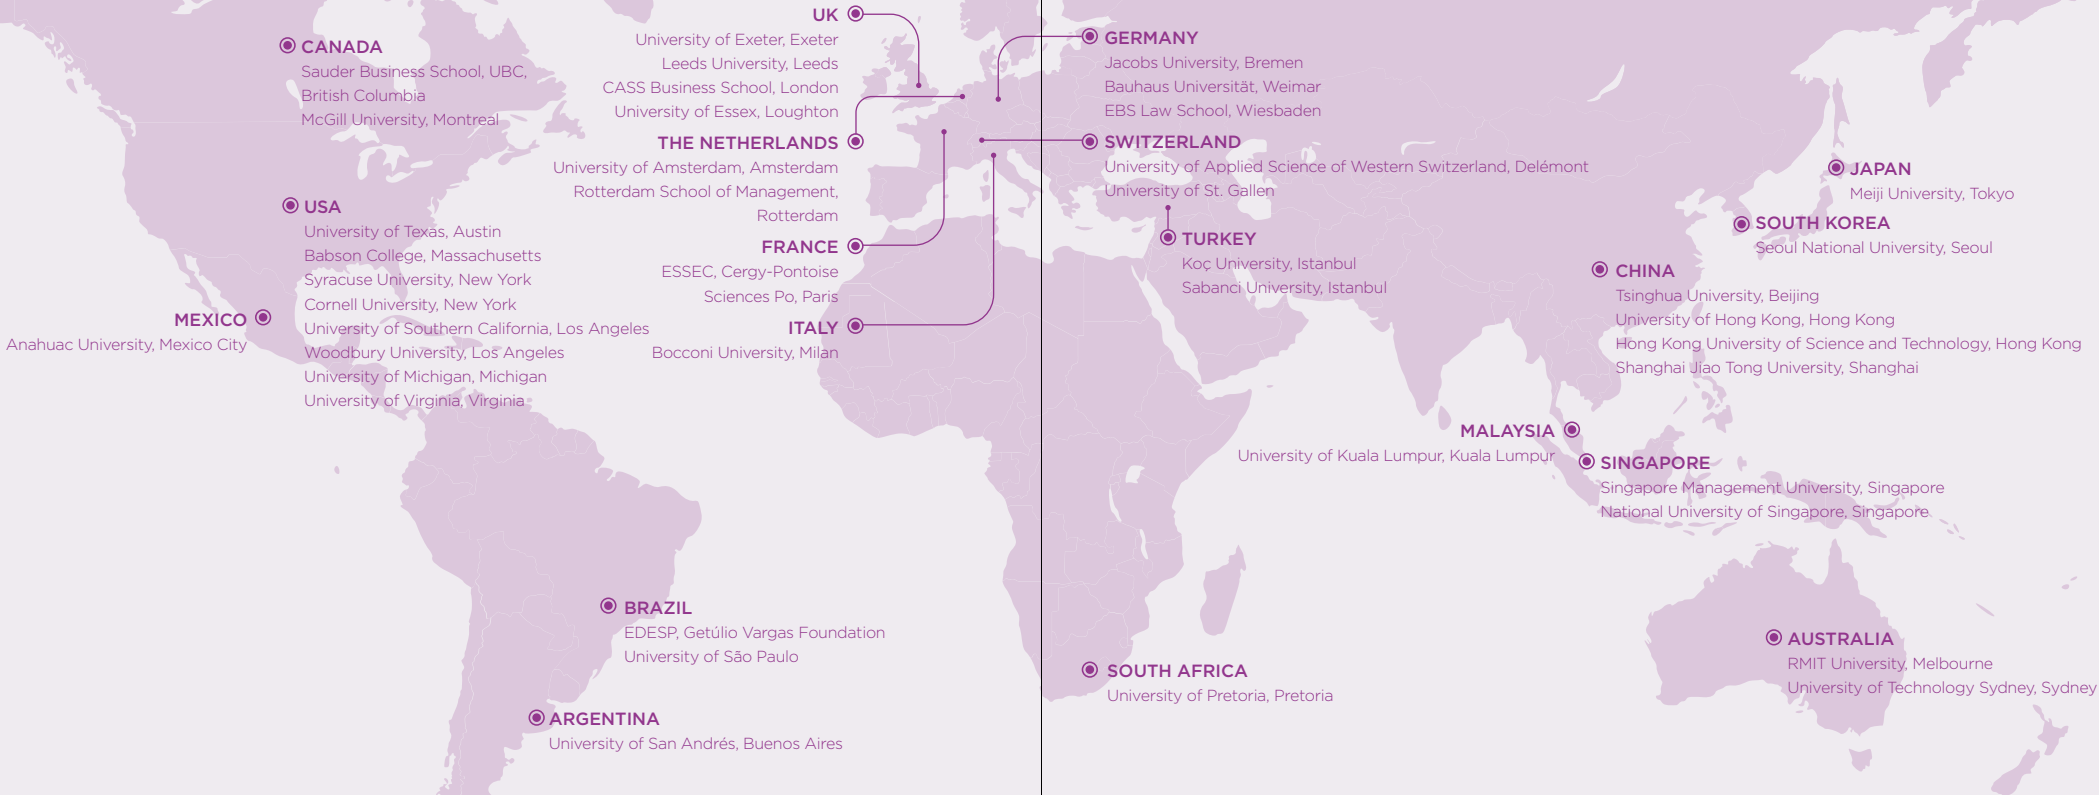 CANADA
Sauder Business School, UBC,
British Columbia
McGill University, Montreal
USA
University of Texas, Austin
Babson College, Massachusetts
Syracuse University, New York
Cornell University, New York
University of Southern California, Los Angeles
Woodbury University, Los Angeles
University of Michigan, Michigan
University of Virginia, Virginia
MEXICO
Anahuac University, Mexico City
UK
University of Exeter, Exeter
Leeds University, Leeds
CASS Business School, London
University of Essex, Loughton
THE NETHERLANDS
University of Amsterdam, Amsterdam
Rotterdam School of Management,
Rotterdam
FRANCE
ESSEC, Cergy-Pontoise
Sciences Po, Paris
ITALY
Bocconi University, Milan
BRAZIL
EDESP, Getúlio Vargas Foundation
University of São Paulo
ARGENTINA
University of San Andrés, Buenos Aires
GERMANY
Jacobs University, Bremen
Bauhaus Universität, Weimar
EBS Law School, Wiesbaden
SWITZERLAND
University of Applied Science of Western Switzerland, Delémont
University of St. Gallen
TURKEY
Koç University, Istanbul
Sabanci University, Istanbul
JAPAN
Meiji University, Tokyo
SOUTH KOREA
Seoul National University, Seoul
CHINA
Tsinghua University, Beijing
University of Hong Kong, Hong Kong
Hong Kong University of Science and Technology, Hong Kong
Shanghai Jiao Tong University, Shanghai
MALAYSIA
University of Kuala Lumpur, Kuala Lumpur
SINGAPORE
Singapore Management University, Singapore
National University of Singapore, Singapore
SOUTH AFRICA
University of Pretoria, Pretoria
AUSTRALIA
RMIT University, Melbourne
University of Technology Sydney, Sydney